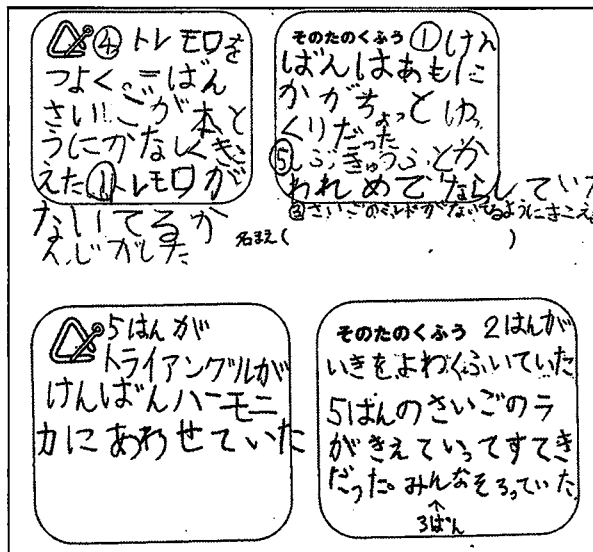 ④トレモロを
つよく。二ばん
さいごが本と
うにかなしくき
えた①トレモロが
ないてるか
んじがした
そのたのくふう ①けん
ばんはあもに
かがちょっとゆっ
くりだった
⑤しぶきゅうふとか
われめでならしていた
③さいごのミレドがないてるようにきこえ
名まえ( )
5はんが
トライアングルが
けんばんハーモニ
カにあわせていた
そのたのくふう 2はんが
いきをよわくふいていた
5ばんのさいごのラ
がきえていってすてき
だった。みんなそろっていた
↑
3ばん